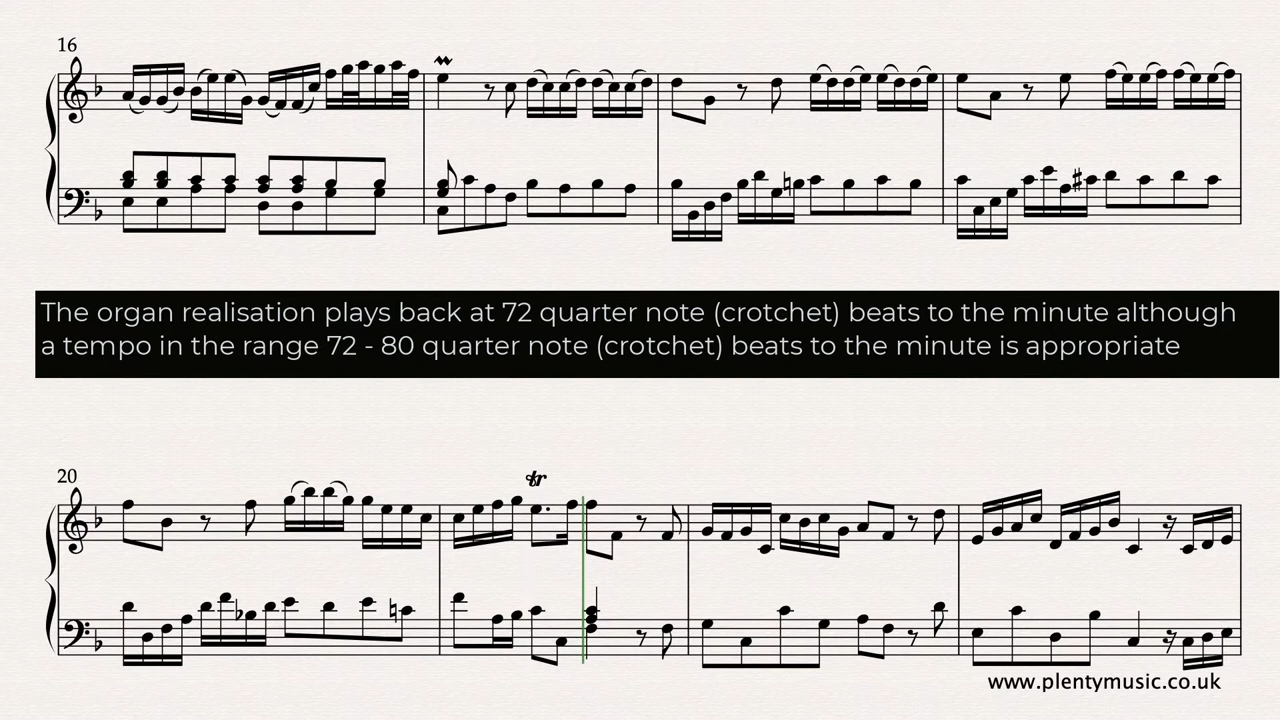 16
The organ realisation plays back at 72 quarter note (crotchet) beats to the minute although
a tempo in the range 72 - 80 quarter note (crotchet) beats to the minute is appropriate
20
tr
www.plentymusic.co.uk